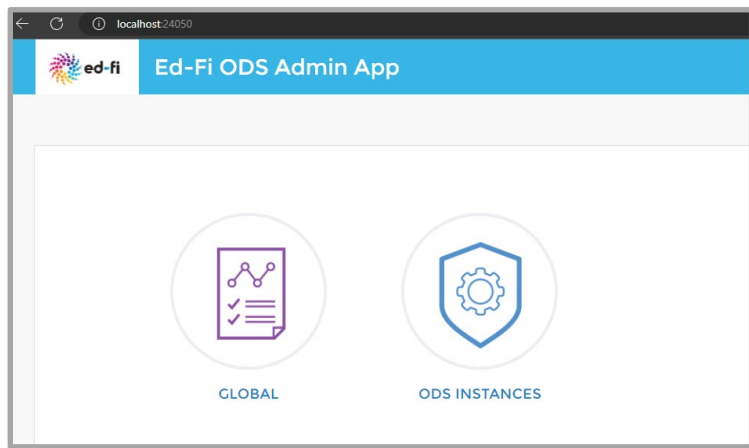 localhost:24050
ed-fi Ed-Fi ODS Admin App
GLOBAL ODS INSTANCES